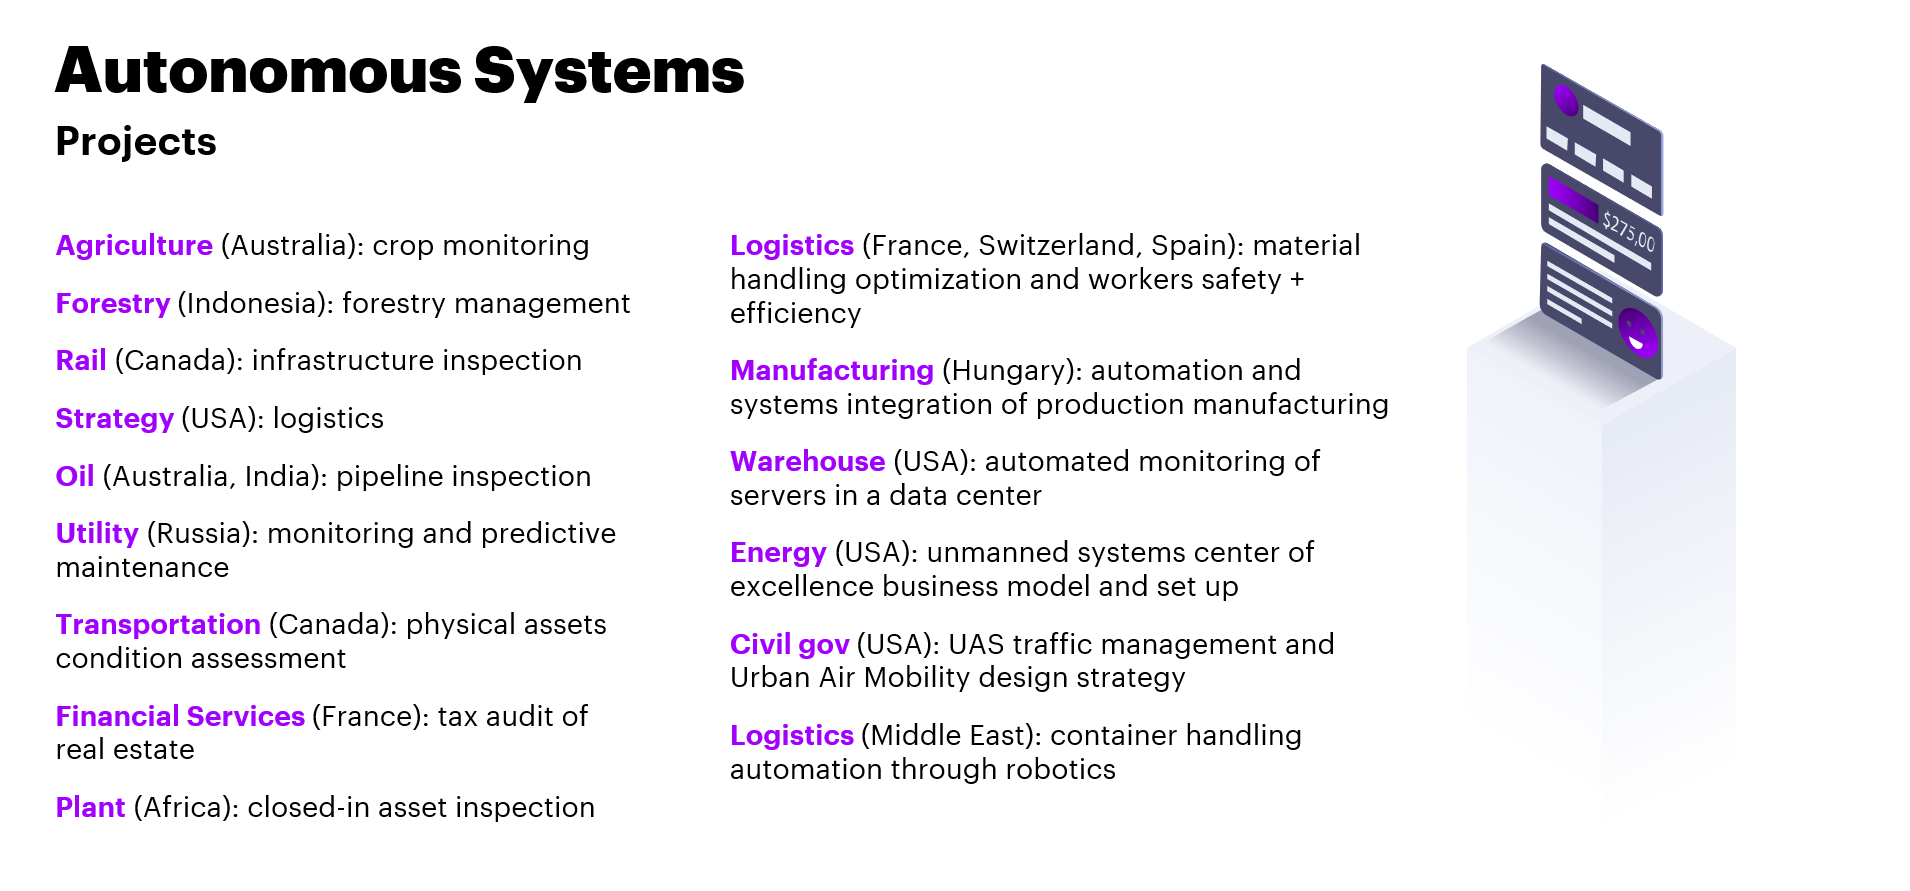 Autonomous Systems
Projects
Agriculture (Australia): crop monitoring
Forestry (Indonesia): forestry management
Rail (Canada): infrastructure inspection
Strategy (USA): logistics
Oil (Australia, India): pipeline inspection
Utility (Russia): monitoring and predictive
maintenance
Transportation (Canada): physical assets
condition assessment
Financial Services (France): tax audit of
real estate
Plant (Africa): closed-in asset inspection
Logistics (France, Switzerland, Spain): material
handling optimization and workers safety +
efficiency
Manufacturing (Hungary): automation and
systems integration of production manufacturing
Warehouse (USA): automated monitoring of
servers in a data center
Energy (USA): unmanned systems center of
excellence business model and set up
Civil gov (USA): UAS traffic management and
Urban Air Mobility design strategy
Logistics (Middle East): container handling
automation through robotics
$275,00